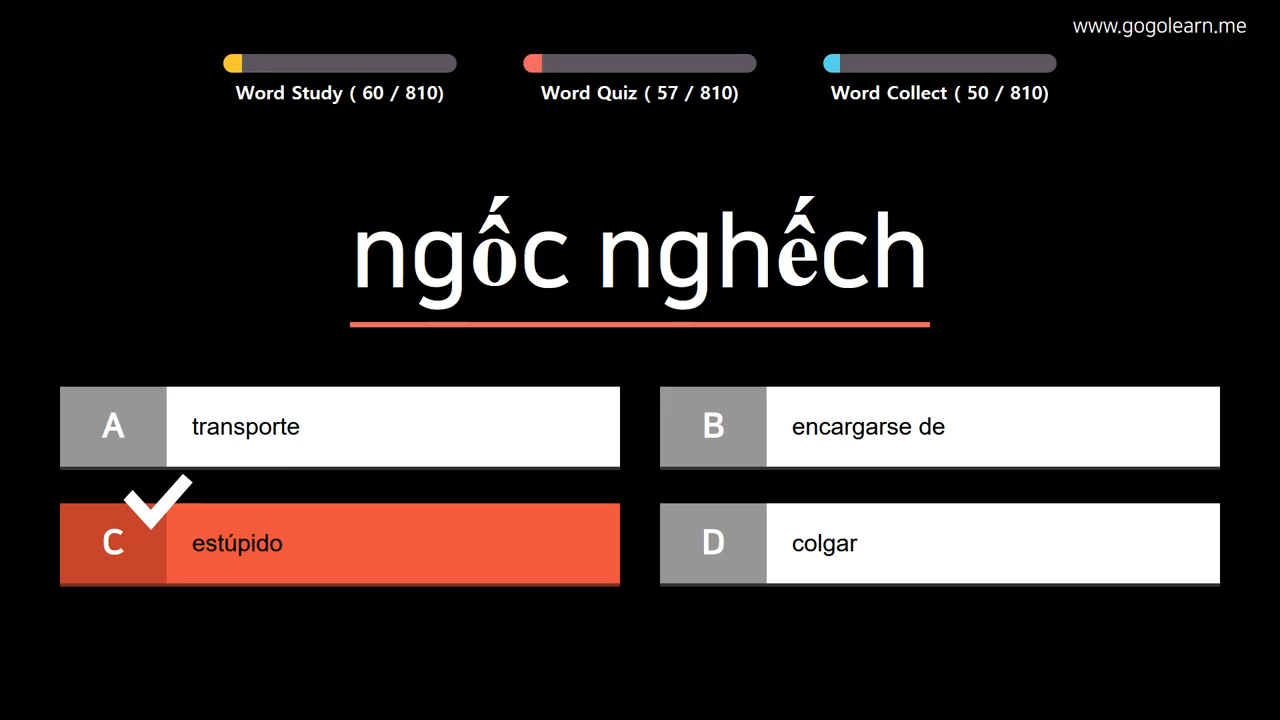 www.gogolearn.me
Word Study ( 60 / 810)
Word Quiz ( 57 / 810)
Word Collect ( 50 / 810)
ngốc nghếch
A
transporte
B
encargarse de
C
estúpido
D
colgar